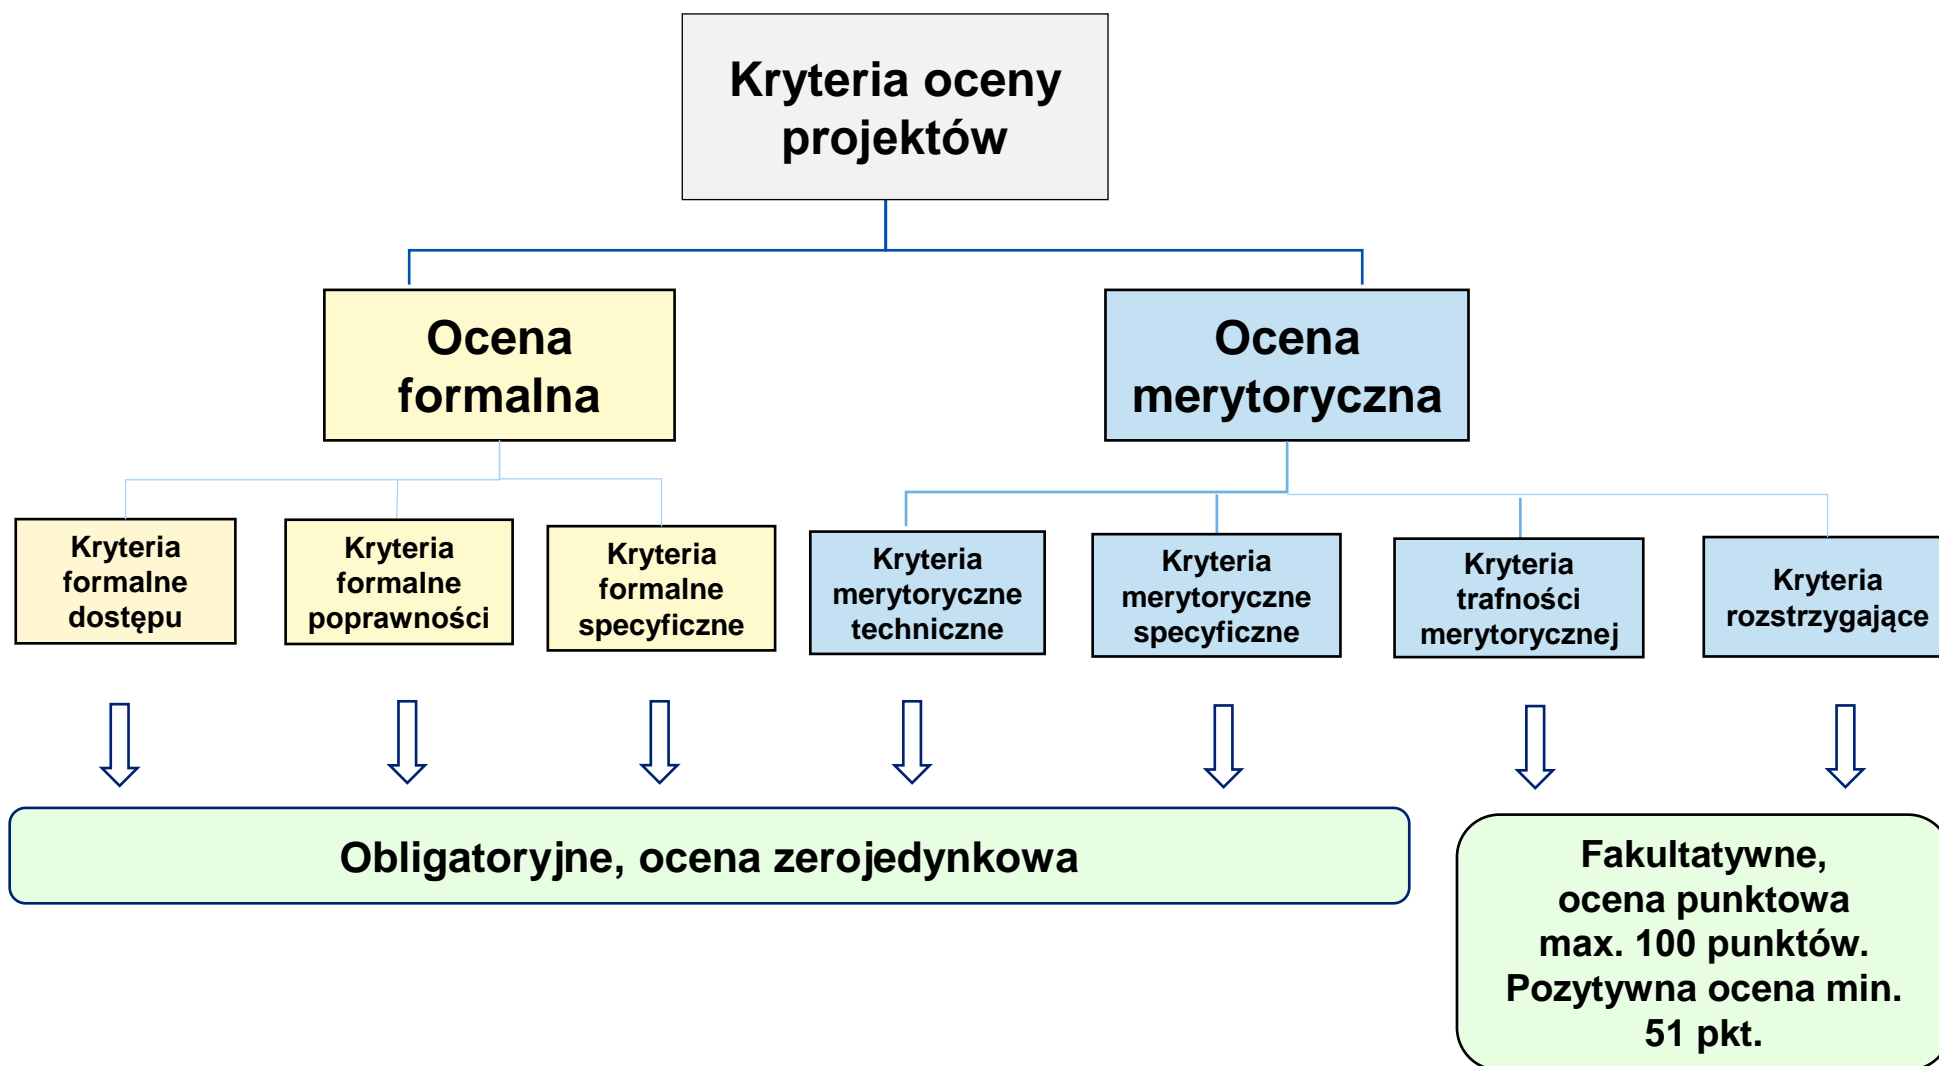 Kryteria oceny
projektów
Ocena
formalna
Ocena
merytoryczna
Kryteria
formalne
dostępu
Kryteria
formalne
poprawności
Kryteria
formalne
specyficzne
Kryteria
merytoryczne
techniczne
Kryteria
merytoryczne
specyficzne
Kryteria
trafności
merytorycznej
Kryteria
rozstrzygające
Obligatoryjne, ocena zerojedynkowa
Fakultatywne,
ocena punktowa
max. 100 punktów.
Pozytywna ocena min.
51 pkt.